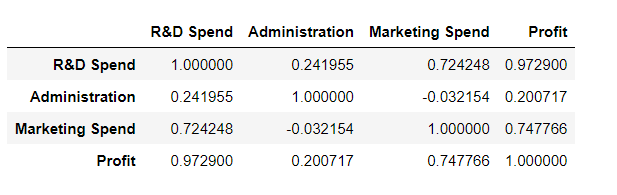 R&D Spend Administration Marketing Spend Profit
R&D Spend 1.000000 0.241955 0.724248 0.972900
Administration 0.241955 1.000000 -0.032154 0.200717
Marketing Spend 0.724248 -0.032154 1.000000 0.747766
Profit 0.972900 0.200717 0.747766 1.000000